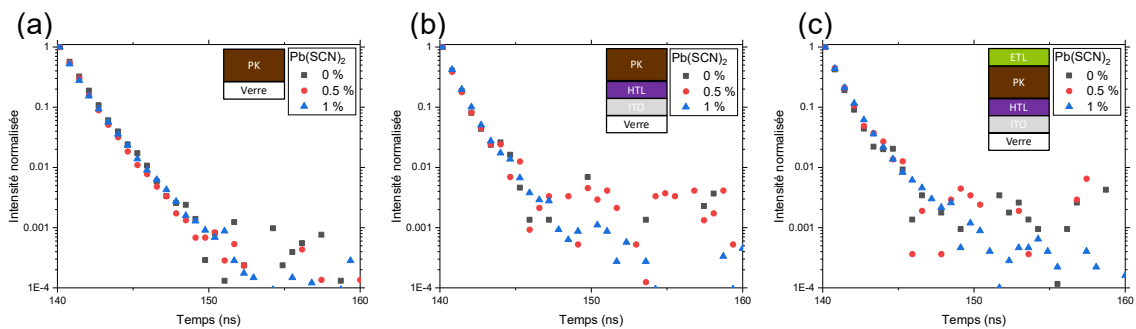 (a)
Intensité normalisée
1
0.1
0.01
0.001
1E-4
140
150
160
Temps (ns)
PK
Verre
Pb(SCN)2
0 %
0.5 %
1 %
(b)
Intensité normalisée
1
0.1
0.01
0.001
1E-4
140
150
160
Temps (ns)
PK
HTL
ITO
Verre
Pb(SCN)2
0 %
0.5 %
1 %
(c)
Intensité normalisée
1
0.1
0.01
0.001
1E-4
140
150
160
Temps (ns)
ETL
PK
HTL
ITO
Verre
Pb(SCN)2
0 %
0.5 %
1 %